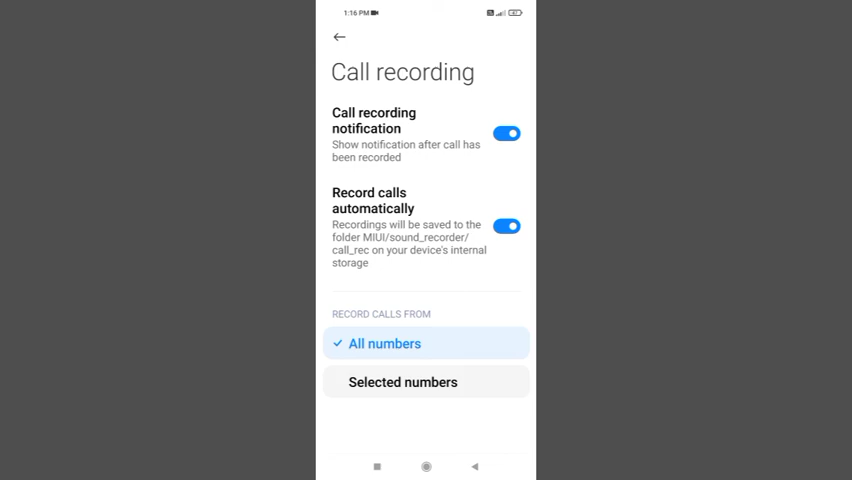 1:16 PM
Call recording
Call recording
notification
Show notification after call has
been recorded
Record calls
automatically
Recordings will be saved to the
folder MIUI/sound_recorder/
call_rec on your device's internal
storage
RECORD CALLS FROM
All numbers
Selected numbers